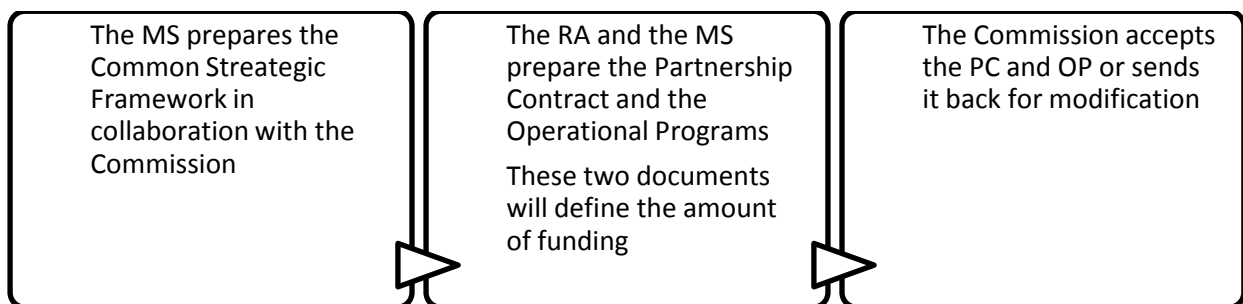 The MS prepares the
Common Streategic
Framework in
collaboration with the
Commission
The RA and the MS
prepare the Partnership
Contract and the
Operational Programs
These two documents
will define the amount
of funding
The Commission accepts
the PC and OP or sends
it back for modification